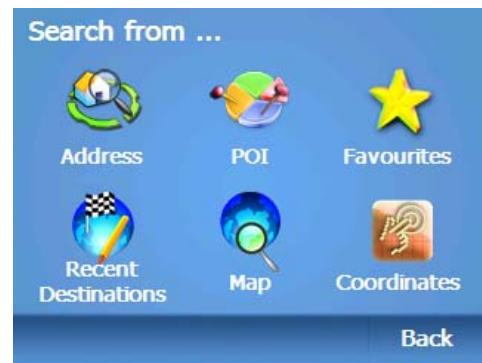 Search from ...
Address
POI
Favourites
Recent
Destinations
Map
Coordinates
Back